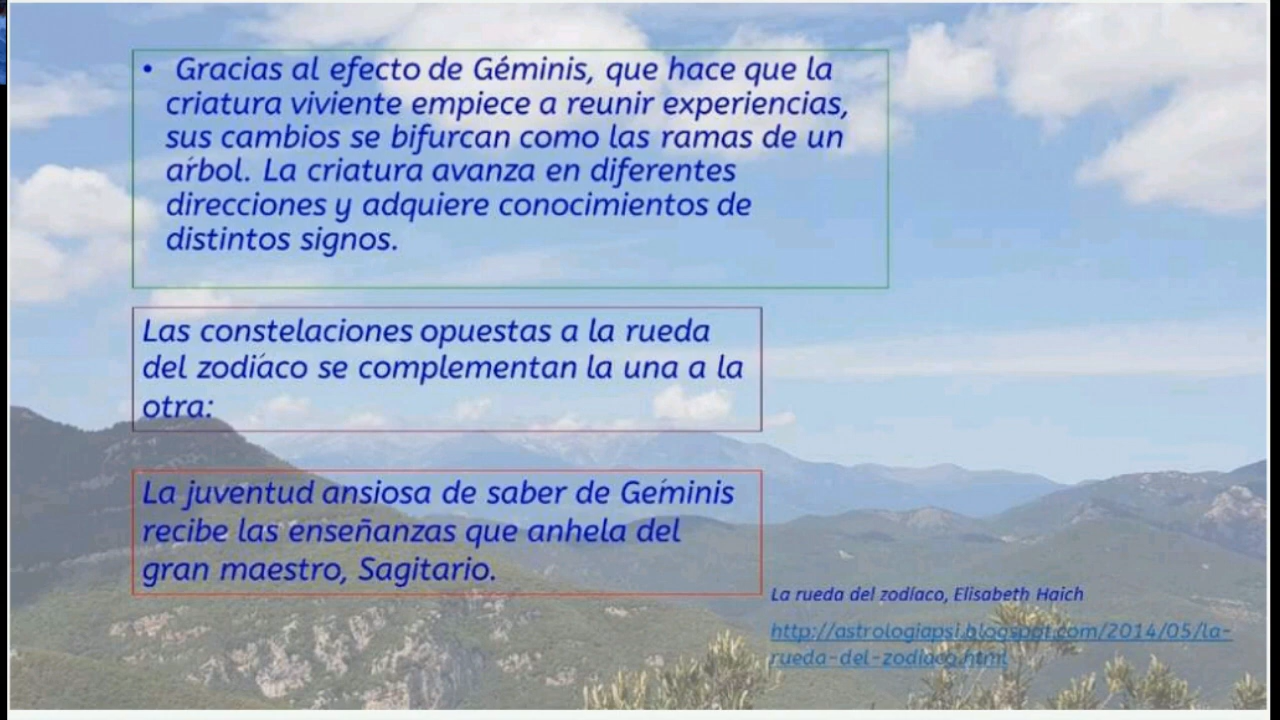 • Gracias al efecto de Géminis, que hace que la
criatura viviente empiece a reunir experiencias,
sus cambios se bifurcan como las ramas de un
árbol. La criatura avanza en diferentes
direcciones y adquiere conocimientos de
distintos signos.
Las constelaciones opuestas a la rueda
del zodíaco se complementan la una a la
otra:
La juventud ansiosa de saber de Géminis
recibe las enseñanzas que anhela del
gran maestro, Sagitario.
La rueda del zodíaco, Elisabeth Haich
http://astrologiapsi.blogspot.com/2014/05/la-
rueda-del-zodiaco.html